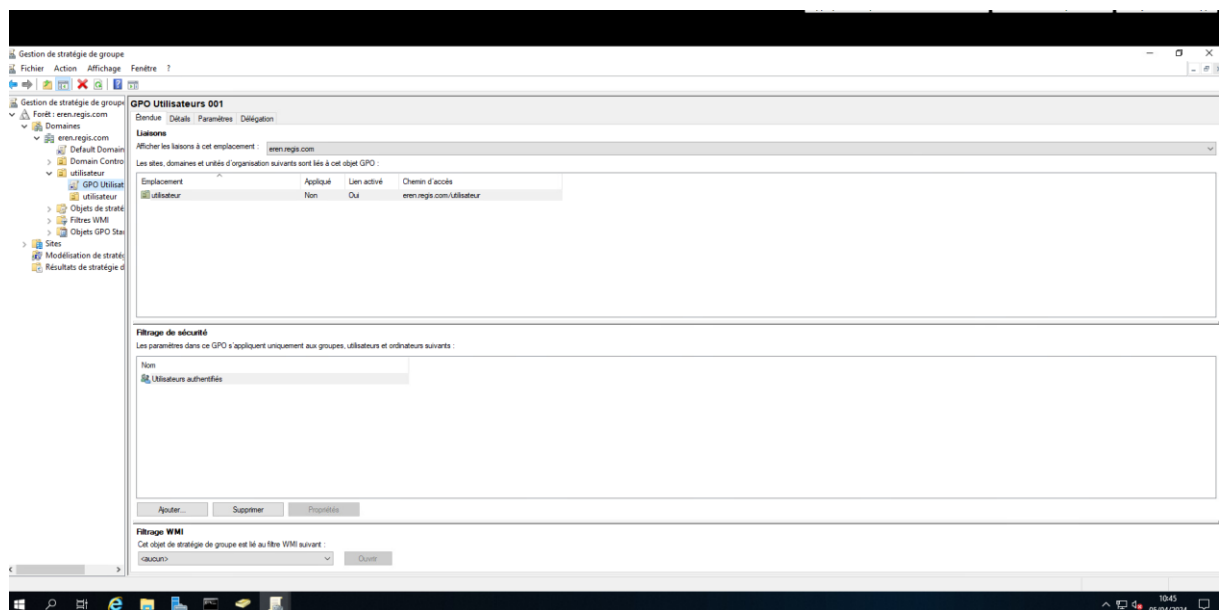 Gestion de stratégie de groupe
Fichier Action Affichage Fenêtre ?
Gestion de stratégie de groupe
Forêt : eren.regis.com
Domaines
eren.regis.com
Default Domain
Domain Contro
utilisateur
GPO Utilisat
utilisateur
Objets de straté
Filtres WMI
Objets GPO Star
Sites
Modélisation de straté
Résultats de stratégie d
GPO Utilisateurs 001
Étendue Détails Paramètres Délégation
Liaisons
Afficher les liaisons à cet emplacement : eren.regis.com
Les sites, domaines et unités d'organisation suivants sont liés à cet objet GPO :
Emplacement Appliqué Lien activé Chemin d'accès
utilisateur Non Oui eren.regis.com/utilisateur
Filtrage de sécurité
Les paramètres dans ce GPO s'appliquent uniquement aux groupes, utilisateurs et ordinateurs suivants :
Nom
Utilisateurs authentifiés
Ajouter... Supprimer Propriétés
Filtrage WMI
Cet objet de stratégie de groupe est lié au filtre WMI suivant :
<aucun> Ouvrir
10:45
05/04/2024